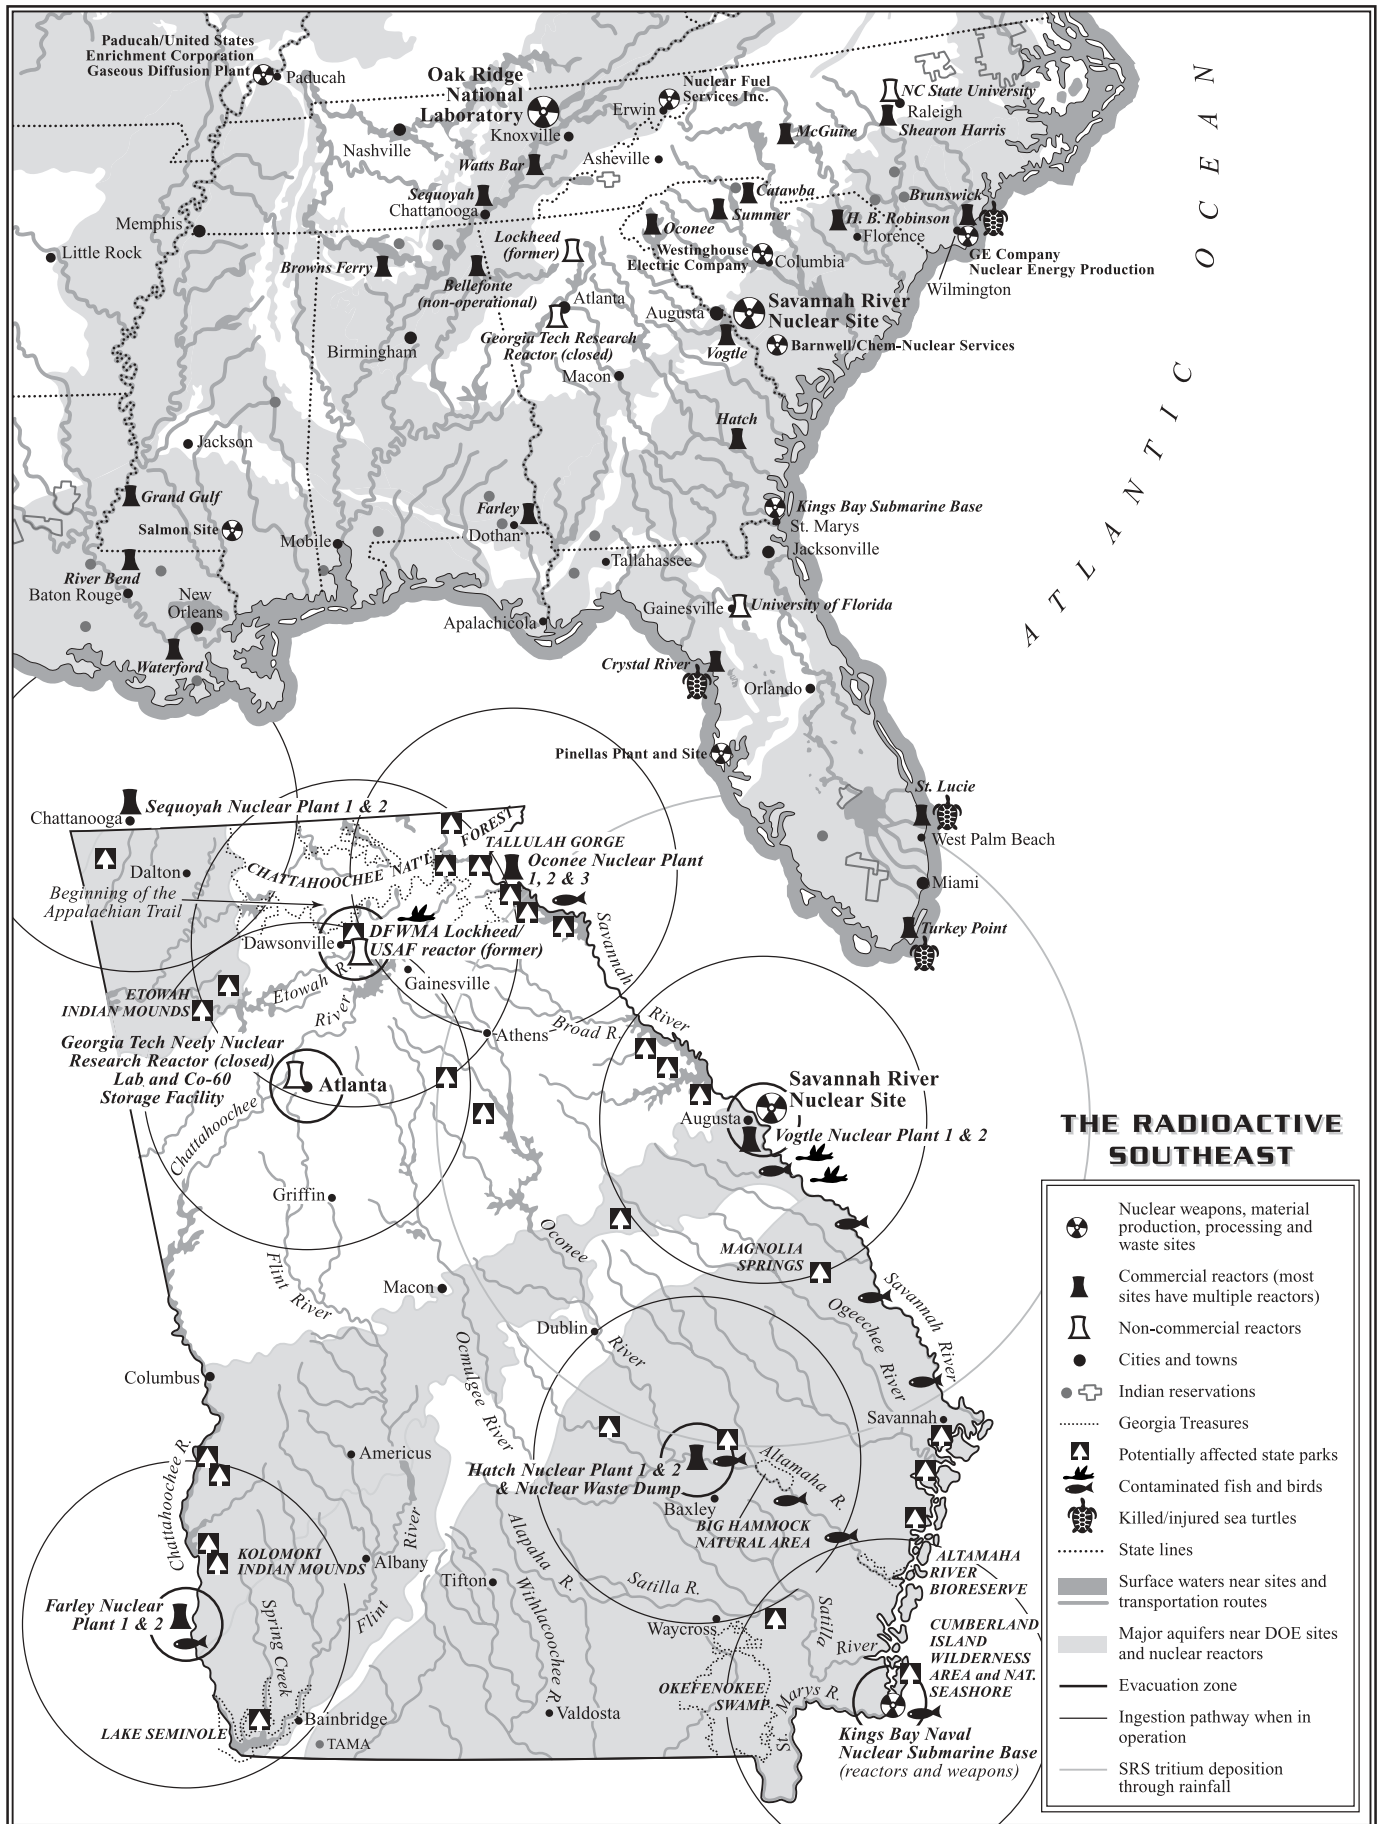 Paducah/United States
Enrichment Corporation
Gaseous Diffusion Plant
Paducah
Oak Ridge
National
Laboratory
Knoxville
Nuclear Fuel
Services Inc.
Erwin
NC State University
Raleigh
Shearon Harris
McGuire
Nashville
Watts Bar
Asheville
Sequoyah
Chattanooga
Catawba
Summer
Brunswick
H. B. Robinson
Florence
Oconee
Memphis
Little Rock
Lockheed
(former)
Westinghouse
Electric Company
Columbia
GE Company
Nuclear Energy Production
Wilmington
Browns Ferry
Bellefonte
(non-operational)
Atlanta
Augusta
Savannah River
Nuclear Site
Georgia Tech Research
Reactor (closed)
Vogtle
Barnwell/Chem-Nuclear Services
Birmingham
Macon
Hatch
Jackson
Grand Gulf
Salmon Site
Farley
Dothan
Kings Bay Submarine Base
St. Marys
Mobile
Jacksonville
Tallahassee
River Bend
Baton Rouge
New
Orleans
Gainesville
University of Florida
Apalachicola
Waterford
Crystal River
Orlando
Pinellas Plant and Site
St. Lucie
West Palm Beach
Miami
Turkey Point
ATLANTIC OCEAN
Sequoyah Nuclear Plant 1 & 2
Chattanooga
CHATTAHOOCHEE NAT'L FOREST
TALLULAH GORGE
Oconee Nuclear Plant
1, 2 & 3
Dalton
Beginning of the
Appalachian Trail
DFWMA Lockheed/
USAF reactor (former)
Dawsonville
Gainesville
Savannah
River
ETOWAH
INDIAN MOUNDS
Etowah R.
River
Broad R.
Athens
Georgia Tech Neely Nuclear
Research Reactor (closed)
Lab and Co-60
Storage Facility
Atlanta
Chattahoochee
Savannah River
Nuclear Site
Augusta
Vogtle Nuclear Plant 1 & 2
Griffin
Flint River
Oconee
River
MAGNOLIA
SPRINGS
Macon
Dublin
Ocmulgee River
Ogeechee River
Savannah River
Columbus
Savannah
Chattahoochee R.
Americus
Hatch Nuclear Plant 1 & 2
& Nuclear Waste Dump
Altamaha R.
Baxley
BIG HAMMOCK
NATURAL AREA
KOLOMOKI
INDIAN MOUNDS
Albany
Flint
River
Alapaha R.
Tifton
Withlacoochee R.
Satilla R.
Waycross
Satilla
River
ALTAMAHA
RIVER
BIORESERVE
CUMBERLAND
ISLAND
WILDERNESS
AREA and NAT.
SEASHORE
Farley Nuclear
Plant 1 & 2
Spring Creek
OKEFENOKEE
SWAMP
St. Marys R.
LAKE SEMINOLE
Bainbridge
TAMA
Valdosta
Kings Bay Naval
Nuclear Submarine Base
(reactors and weapons)
THE RADIOACTIVE
SOUTHEAST
Nuclear weapons, material
production, processing and
waste sites
Commercial reactors (most
sites have multiple reactors)
Non-commercial reactors
Cities and towns
Indian reservations
Georgia Treasures
Potentially affected state parks
Contaminated fish and birds
Killed/injured sea turtles
State lines
Surface waters near sites and
transportation routes
Major aquifers near DOE sites
and nuclear reactors
Evacuation zone
Ingestion pathway when in
operation
SRS tritium deposition
through rainfall